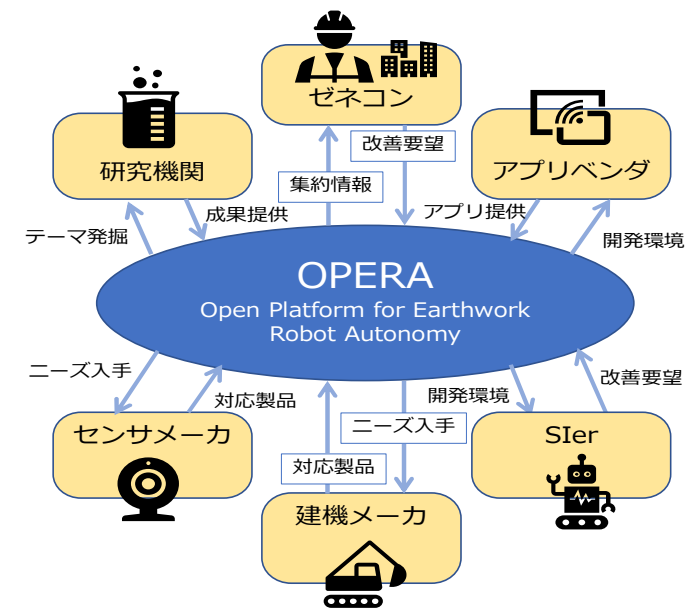 ゼネコン
研究機関
改善要望
アプリベンダ
集約情報
成果提供
アプリ提供
テーマ発掘
開発環境
OPERA
Open Platform for Earthwork
Robot Autonomy
ニーズ入手
対応製品
開発環境
改善要望
センサメーカ
ニーズ入手
SIer
対応製品
建機メーカ